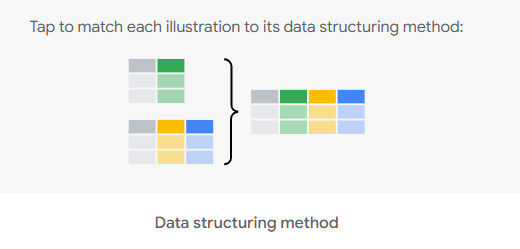 Tap to match each illustration to its data structuring method:
Data structuring method